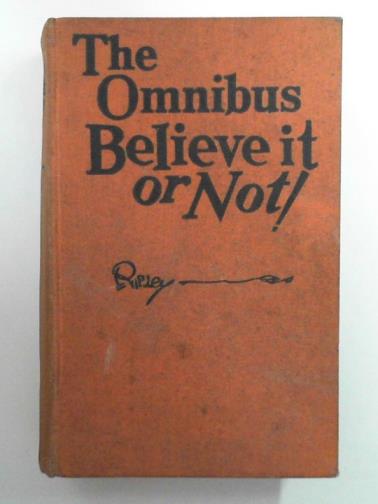 The
Omnibus
Believe it
or Not!
Ripley